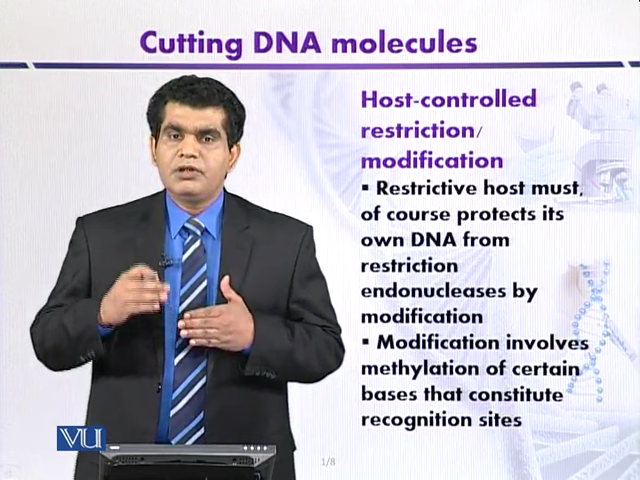 Cutting DNA molecules
Host-controlled
restriction/
modification
▪ Restrictive host must,
of course protects its
own DNA from
restriction
endonucleases by
modification
▪ Modification involves
methylation of certain
bases that constitute
recognition sites
VU
1/8